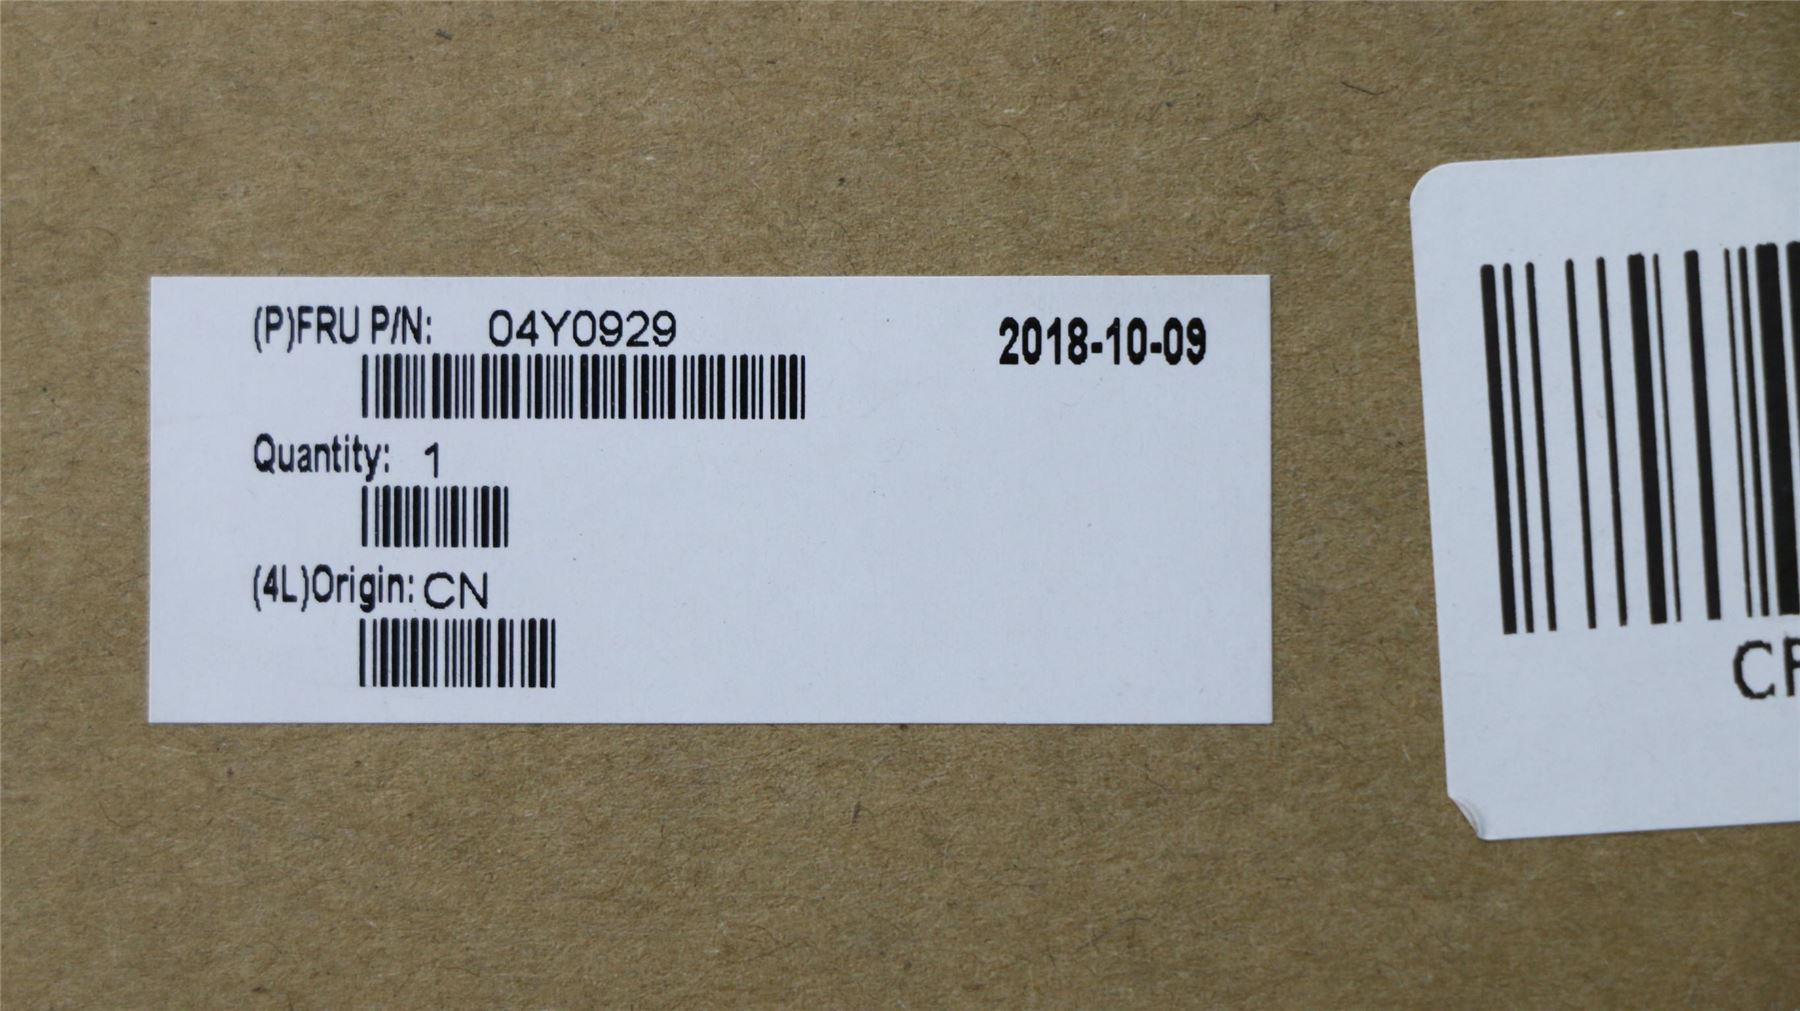 (P)FRU P/N: 04Y0929
2018-10-09
Quantity: 1
(4L)Origin: CN